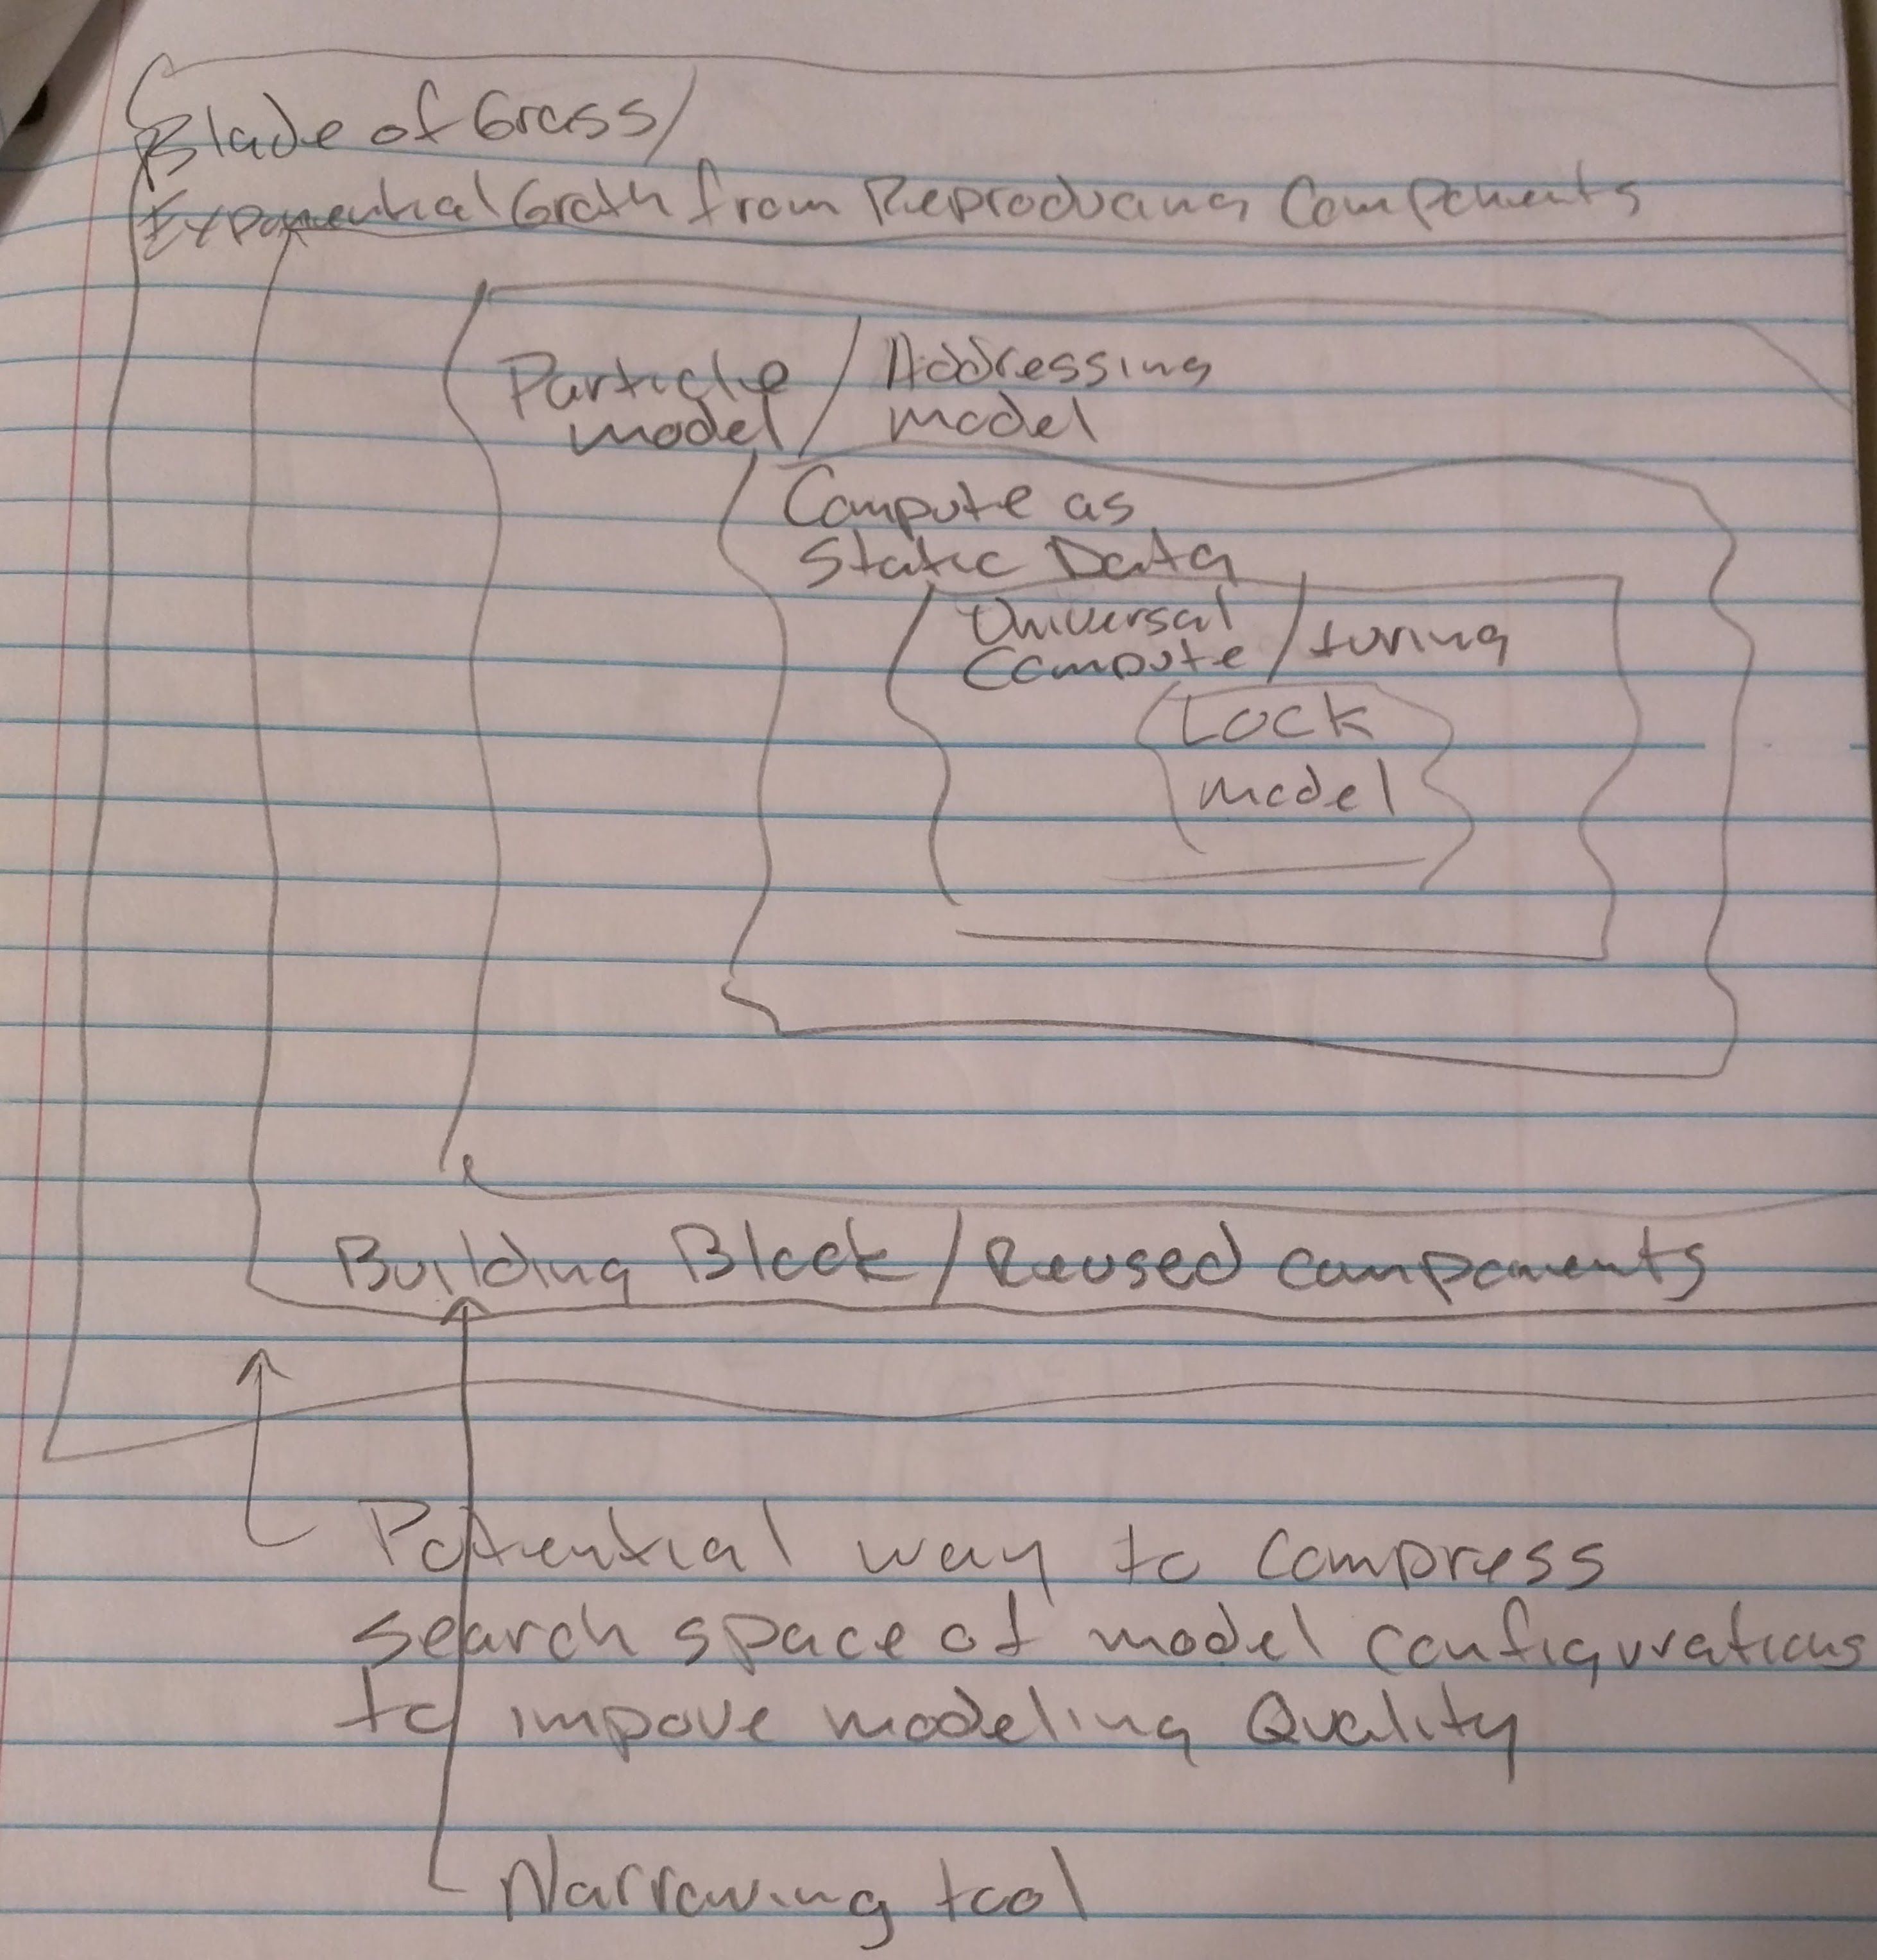 Blade of Grass/
Exponential Groth from Reproducing Components
Particle / Addressing
model / model
Compute as
Static Data
Universal / turing
Compute
Lock
model
Building Block / Reused components
Potential way to compress
search space of model configurations
to impove modeling Quality
Narrowing tool